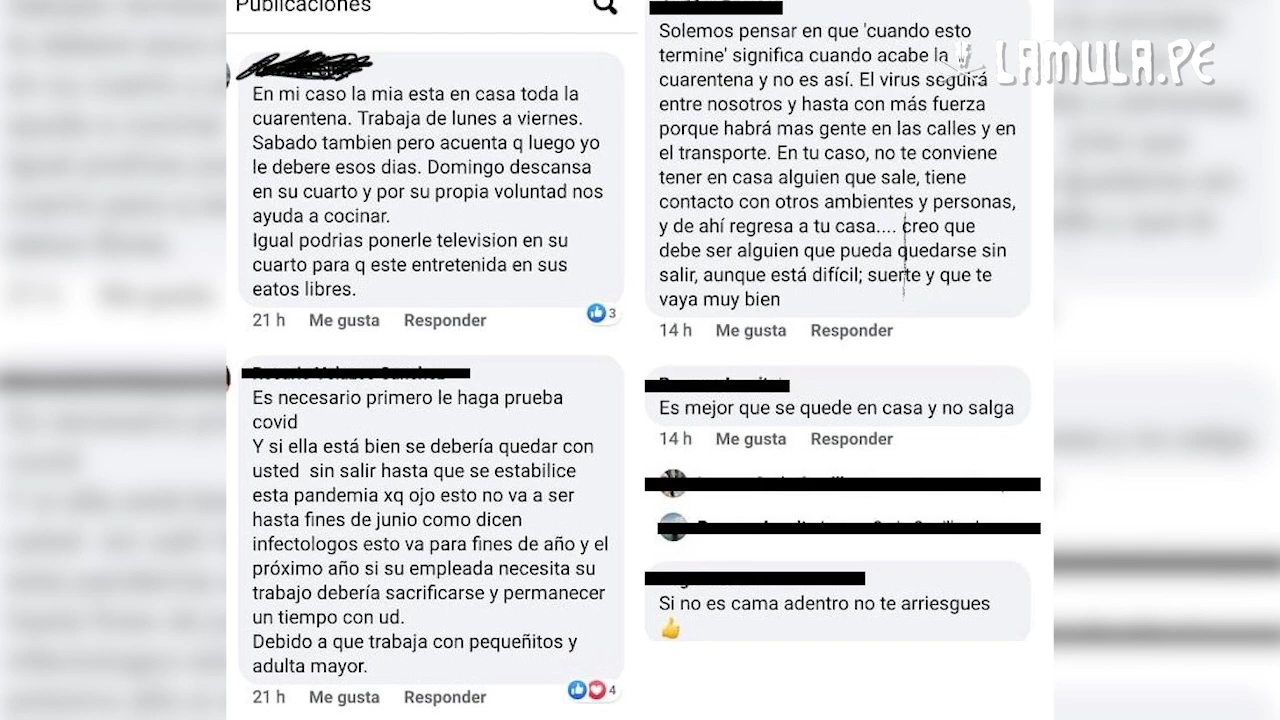 Publicaciones
En mi caso la mia esta en casa toda la
cuarentena. Trabaja de lunes a viernes.
Sabado tambien pero acuenta q luego yo
le debere esos dias. Domingo descansa
en su cuarto y por su propia voluntad nos
ayuda a cocinar.
Igual podrias ponerle television en su
cuarto para q este entretenida en sus
eatos libres.
21 h Me gusta Responder 3
Es necesario primero le haga prueba
covid
Y si ella está bien se debería quedar con
usted sin salir hasta que se estabilice
esta pandemia xq ojo esto no va a ser
hasta fines de junio como dicen
infectologos esto va para fines de año y el
próximo año si su empleada necesita su
trabajo debería sacrificarse y permanecer
un tiempo con ud.
Debido a que trabaja con pequeñitos y
adulta mayor.
21 h Me gusta Responder 4
Solemos pensar en que 'cuando esto
termine' significa cuando acabe la
cuarentena y no es así. El virus seguirá
entre nosotros y hasta con más fuerza
porque habrá mas gente en las calles y en
el transporte. En tu caso, no te conviene
tener en casa alguien que sale, tiene
contacto con otros ambientes y personas,
y de ahí regresa a tu casa.... creo que
debe ser alguien que pueda quedarse sin
salir, aunque está difícil; suerte y que te
vaya muy bien
14 h Me gusta Responder
Es mejor que se quede en casa y no salga
14 h Me gusta Responder
Si no es cama adentro no te arriesgues
👍
LAMULA.PE